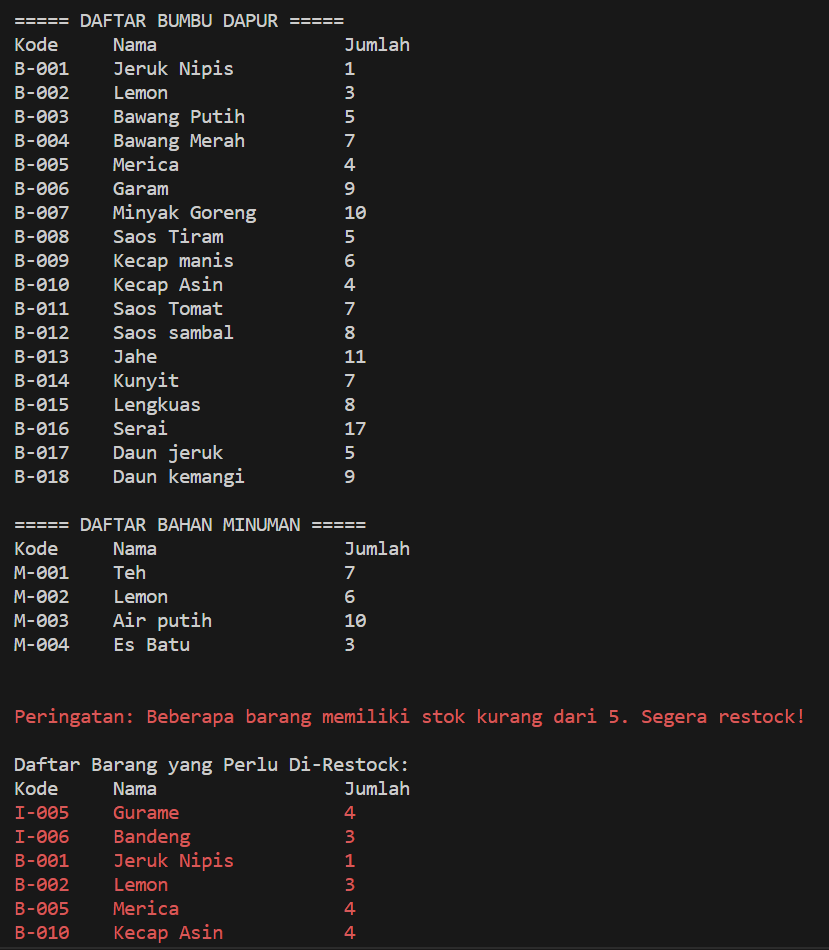 ===== DAFTAR BUMBU DAPUR =====
Kode    Nama                 Jumlah
B-001    Jeruk Nipis          1
B-002    Lemon                3
B-003    Bawang Putih         5
B-004    Bawang Merah         7
B-005    Merica               4
B-006    Garam                9
B-007    Minyak Goreng        10
B-008    Saos Tiram           5
B-009    Kecap manis          6
B-010    Kecap Asin           4
B-011    Saos Tomat           7
B-012    Saos sambal          8
B-013    Jahe                 11
B-014    Kunyit               7
B-015    Lengkuas             8
B-016    Serai                17
B-017    Daun jeruk           5
B-018    Daun kemangi         9
===== DAFTAR BAHAN MINUMAN =====
Kode     Nama                 Jumlah
M-001    Teh                  7
M-002    Lemon                6
M-003    Air putih            10
M-004    Es Batu              3
Peringatan: Beberapa barang memiliki stok kurang dari 5. Segera restock!
Daftar Barang yang Perlu Di-Restock:
Kode     Nama                 Jumlah
I-005    Gurame               4
I-006    Bandeng              3
B-001    Jeruk Nipis          1
B-002    Lemon                3
B-005    Merica               4
B-010    Kecap Asin           4